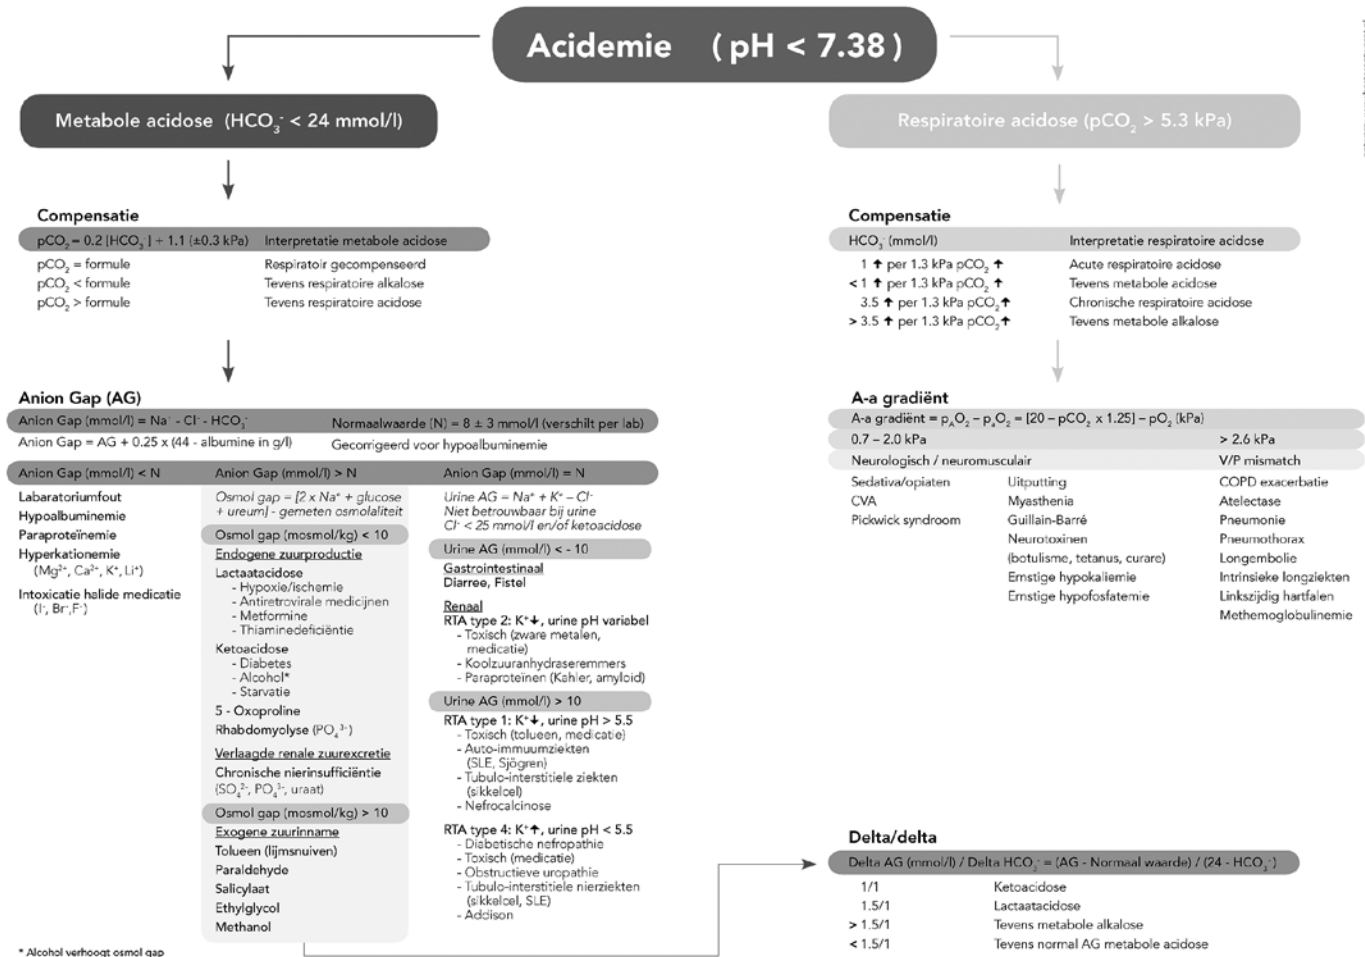 Acidemie ( pH < 7.38 )
Metabole acidose (HCO₃⁻ < 24 mmol/l)
Compensatie
pCO₂ = 0.2 [HCO₃⁻] + 1.1 (±0.3 kPa) Interpretatie metabole acidose
pCO₂ = formule Respiratoir gecompenseerd
pCO₂ < formule Tevens respiratoire alkalose
pCO₂ > formule Tevens respiratoire acidose
Anion Gap (AG)
Anion Gap (mmol/l) = Na⁺ - Cl⁻ - HCO₃⁻ Normaalwaarde (N) = 8 ± 3 mmol/l (verschilt per lab)
Anion Gap = AG + 0.25 x (44 - albumine in g/l) Gecorrigeerd voor hypoalbuminemie
Anion Gap (mmol/l) < N
Labaratoriumfout
Hypoalbuminemie
Paraproteïnemie
Hyperkationemie
(Mg²⁺, Ca²⁺, K⁺, Li⁺)
Intoxicatie halide medicatie
(I⁻, Br⁻,F⁻)
Anion Gap (mmol/l) > N
Osmol gap = [2 x Na⁺ + glucose
+ ureum] - gemeten osmolaliteit
Osmol gap (mosmol/kg) < 10
Endogene zuurproductie
Lactaatacidose
- Hypoxie/ischemie
- Antiretrovirale medicijnen
- Metformine
- Thiaminedeficiëntie
Ketoacidose
- Diabetes
- Alcohol*
- Starvatie
5 - Oxoproline
Rhabdomyolyse (PO₄³⁻)
Verlaagde renale zuurexcretie
Chronische nierinsufficiëntie
(SO₄²⁻, PO₄³⁻, uraat)
Osmol gap (mosmol/kg) > 10
Exogene zuurinname
Tolueen (lijmsnuiven)
Paraldehyde
Salicylaat
Ethylglycol
Methanol
Anion Gap (mmol/l) = N
Urine AG = Na⁺ + K⁺ – Cl⁻
Niet betrouwbaar bij urine
Cl⁻ < 25 mmol/l en/of ketoacidose
Urine AG (mmol/l) < - 10
Gastrointestinaal
Diarree, Fistel
Renaal
RTA type 2: K⁺↓, urine pH variabel
- Toxisch (zware metalen,
medicatie)
- Koolzuuranhydraseremmers
- Paraproteïnen (Kahler, amyloid)
Urine AG (mmol/l) > 10
RTA type 1: K⁺↓, urine pH > 5.5
- Toxisch (tolueen, medicatie)
- Auto-immuumziekten
(SLE, Sjögren)
- Tubulo-interstitiele ziekten
(sikkelcel)
- Nefrocalcinose
RTA type 4: K⁺↑, urine pH < 5.5
- Diabetische nefropathie
- Toxisch (medicatie)
- Obstructieve uropathie
- Tubulo-interstitiele nierziekten
(sikkelcel, SLE)
- Addison
* Alcohol verhoogt osmol gap
Respiratoire acidose (pCO₂ > 5.3 kPa)
Compensatie
HCO₃⁻ (mmol/l) Interpretatie respiratoire acidose
1 ↑ per 1.3 kPa pCO₂ ↑ Acute respiratoire acidose
< 1 ↑ per 1.3 kPa pCO₂ ↑ Tevens metabole acidose
3.5 ↑ per 1.3 kPa pCO₂↑ Chronische respiratoire acidose
> 3.5 ↑ per 1.3 kPa pCO₂↑ Tevens metabole alkalose
A-a gradiënt
A-a gradiënt = pₐO₂ – pₐO₂ = [20 – pCO₂ x 1.25] – pO₂ (kPa)
0.7 – 2.0 kPa > 2.6 kPa
Neurologisch / neuromusculair V/P mismatch
Sedativa/opiaten Uitputting COPD exacerbatie
CVA Myasthenia Atelectase
Pickwick syndroom Guillain-Barré Pneumonie
Neurotoxinen Pneumothorax
(botulisme, tetanus, curare) Longembolie
Ernstige hypokaliemie Intrinsieke longziekten
Ernstige hypofosfatemie Linkszijdig hartfalen
Methemoglobulinemie
Delta/delta
Delta AG (mmol/l) / Delta HCO₃⁻ = (AG - Normaal waarde) / (24 - HCO₃⁻)
1/1 Ketoacidose
1.5/1 Lactaatacidose
> 1.5/1 Tevens metabole alkalose
< 1.5/1 Tevens normal AG metabole acidose